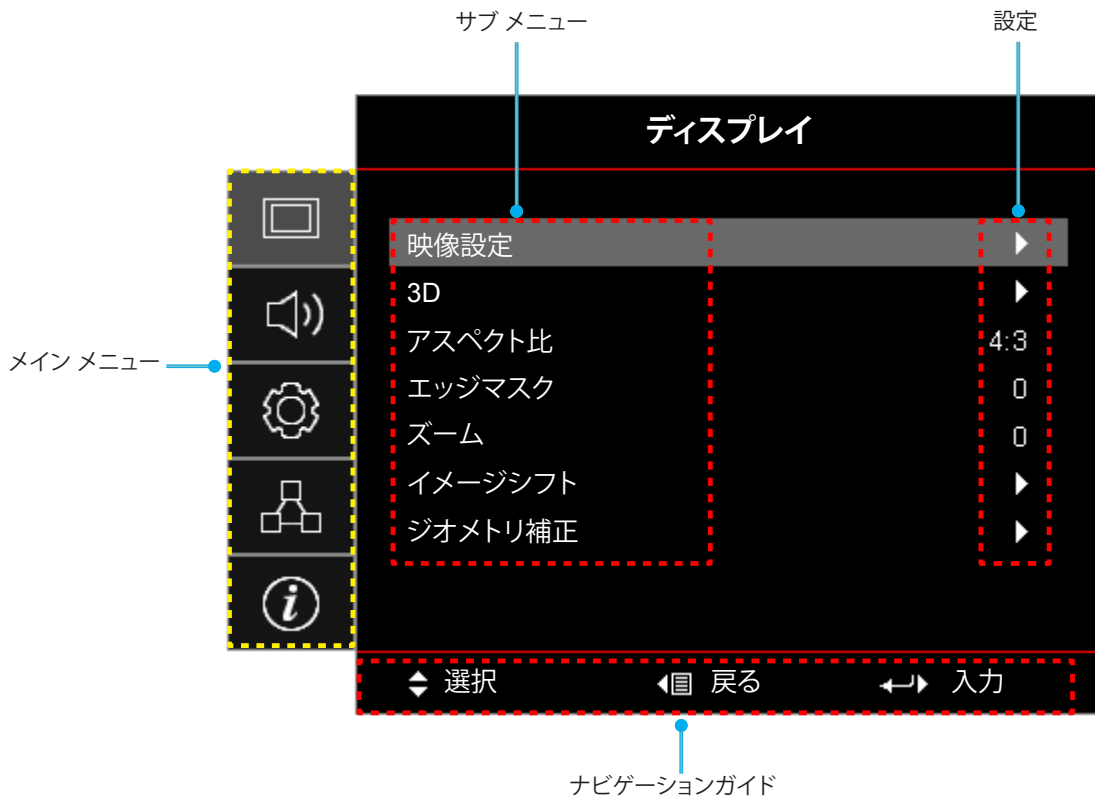 サブ メニュー
設定
ディスプレイ
メイン メニュー
映像設定
3D
アスペクト比 4:3
エッジマスク 0
ズーム 0
イメージシフト
ジオメトリ補正
選択 戻る 入力
ナビゲーションガイド